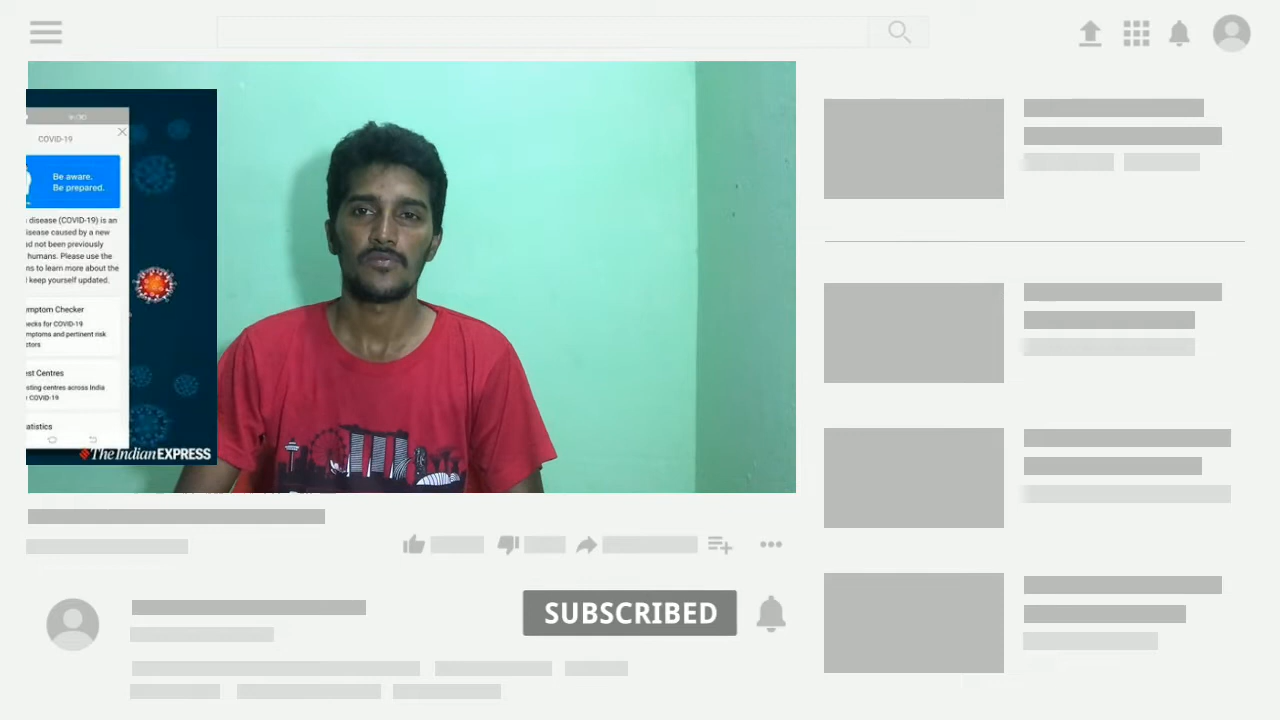 COVID-19
Be aware.
Be prepared.
disease (COVID-19) is an
isease caused by a new
d not been previously
humans. Please use the
ns to learn more about the
keep yourself updated.
mptom Checker
ecks for COVID-19
mptoms and pertinent risk
ctors
est Centres
sting centres across India
COVID-19
atistics
The Indian EXPRESS
SUBSCRIBED